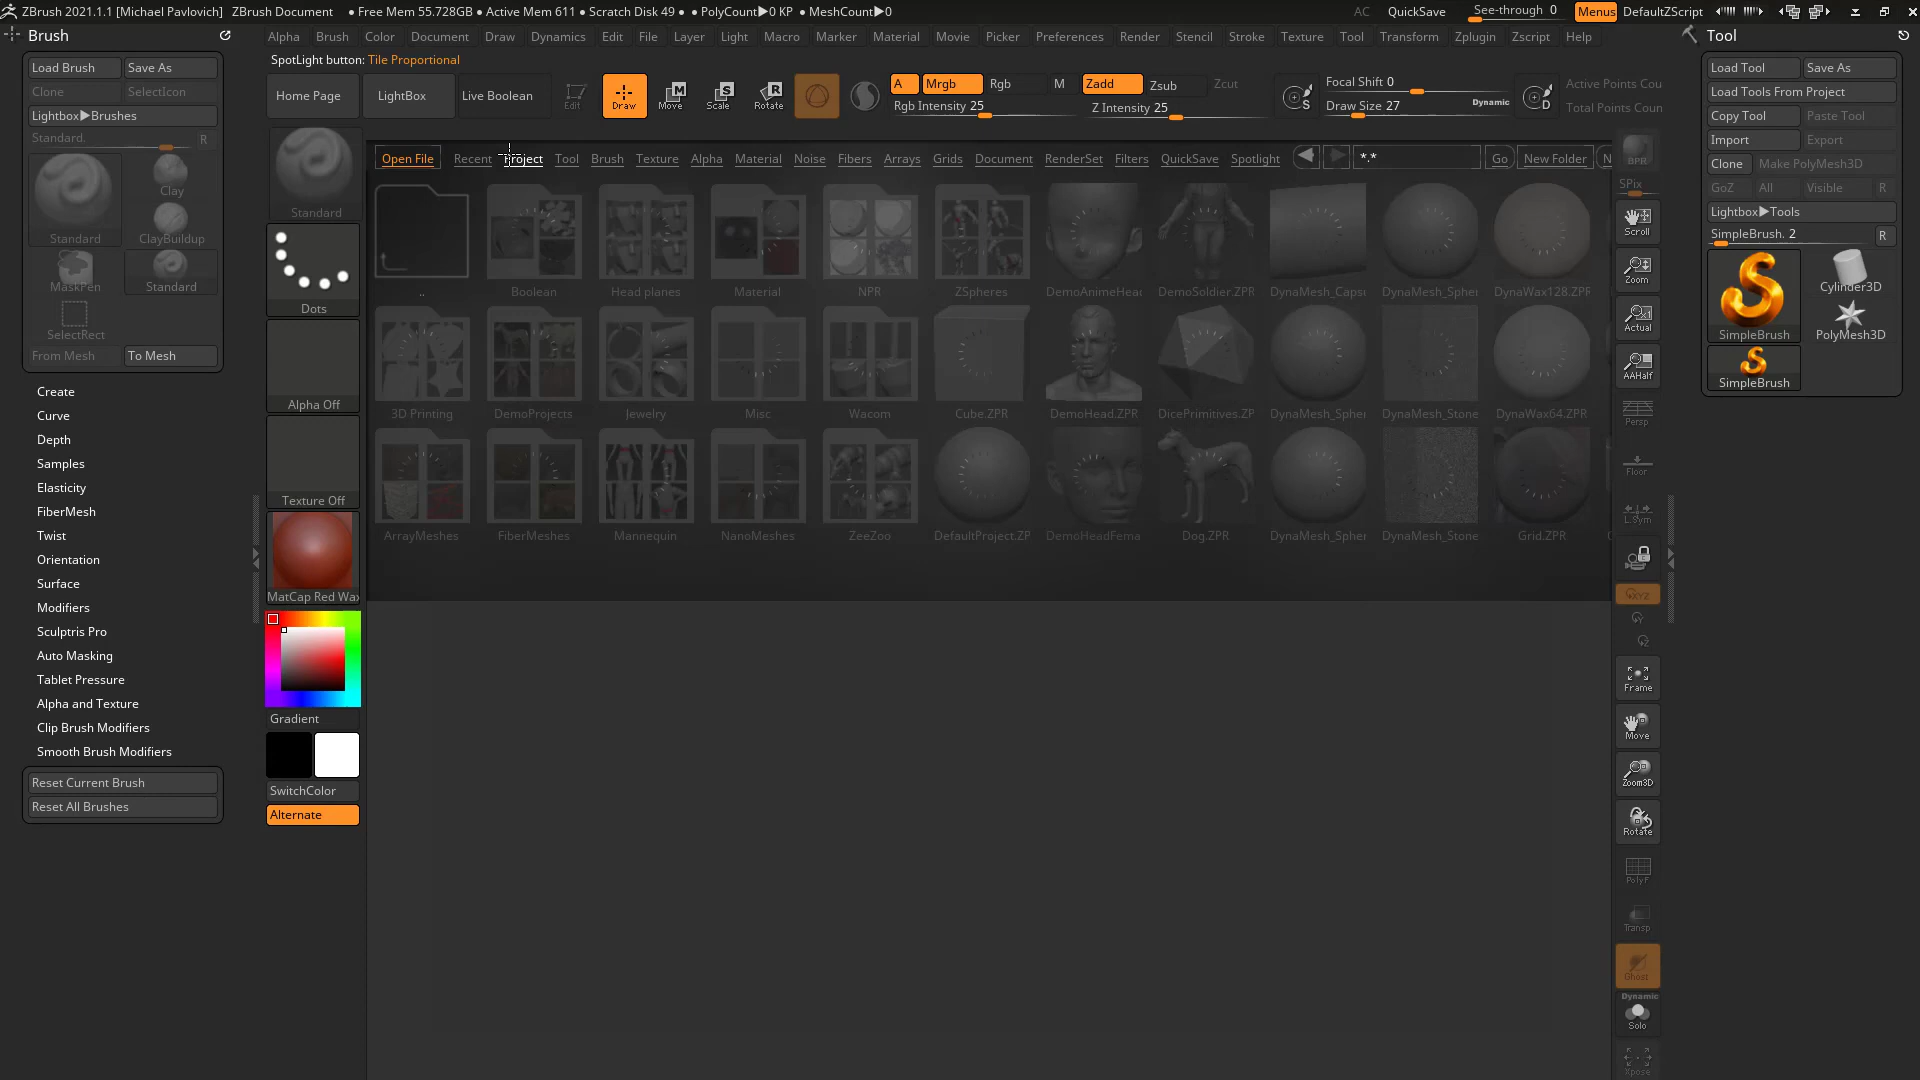 ZBrush 2021.1.1 [Michael Pavlovich] ZBrush Document • Free Mem 55.728GB • Active Mem 611 • Scratch Disk 49 • • PolyCount▶0 KP • MeshCount▶0 AC QuickSave See-through 0 Menus DefaultZScript
Brush
Alpha Brush Color Document Draw Dynamics Edit File Layer Light Macro Marker Material Movie Picker Preferences Render Stencil Stroke Texture Tool Transform Zplugin Zscript Help
Tool
SpotLight button: Tile Proportional
Load Brush Save As
Clone SelectIcon
Lightbox▶Brushes
Standard. R
Standard
Clay
ClayBuildup
MaskPen
Standard
SelectRect
From Mesh To Mesh
Create
Curve
Depth
Samples
Elasticity
FiberMesh
Twist
Orientation
Surface
Modifiers
Sculptris Pro
Auto Masking
Tablet Pressure
Alpha and Texture
Clip Brush Modifiers
Smooth Brush Modifiers
Reset Current Brush
Reset All Brushes
Home Page LightBox Live Boolean Edit Draw Move Scale Rotate
A Mrgb Rgb M Zadd Zsub Zcut
Rgb Intensity 25 Z Intensity 25
Focal Shift 0
Draw Size 27 Dynamic
Active Points Cou
Total Points Coun
Standard
Dots
Alpha Off
Texture Off
MatCap Red Wax
Gradient
SwitchColor
Alternate
Open File Recent Project Tool Brush Texture Alpha Material Noise Fibers Arrays Grids Document RenderSet Filters QuickSave Spotlight *.* Go New Folder N
.. Boolean Head planes Material NPR ZSpheres DemoAnimeHead DemoSoldier.ZPR DynaMesh_Capsu DynaMesh_Spher DynaWax128.ZPR
3D Printing DemoProjects Jewelry Misc Wacom Cube.ZPR DemoHead.ZPR DicePrimitives.ZP DynaMesh_Spher DynaMesh_Stone DynaWax64.ZPR
ArrayMeshes FiberMeshes Mannequin NanoMeshes ZeeZoo DefaultProject.ZP DemoHeadFema Dog.ZPR DynaMesh_Spher DynaMesh_Stone Grid.ZPR
BPR
SPix
Scroll
Zoom
Actual
AAHalf
Persp
Floor
L.Sym
XYZ
Frame
Move
Zoom3D
Rotate
PolyF
Transp
Ghost
Dynamic
Solo
Xpose
Load Tool Save As
Load Tools From Project
Copy Tool Paste Tool
Import Export
Clone Make PolyMesh3D
GoZ All Visible R
Lightbox▶Tools
SimpleBrush. 2 R
SimpleBrush
Cylinder3D
PolyMesh3D
SimpleBrush